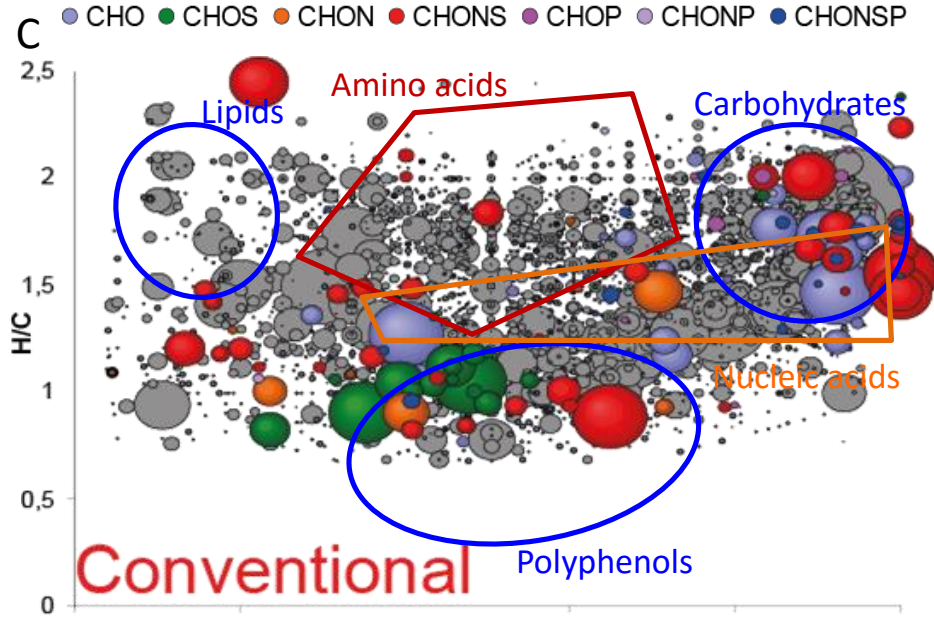 C
CHO CHOS CHON CHONS CHOP CHONP CHONSP
2,5
2
1,5
1
0,5
0
H/C
Lipids
Amino acids
Carbohydrates
Nucleic acids
Polyphenols
Conventional